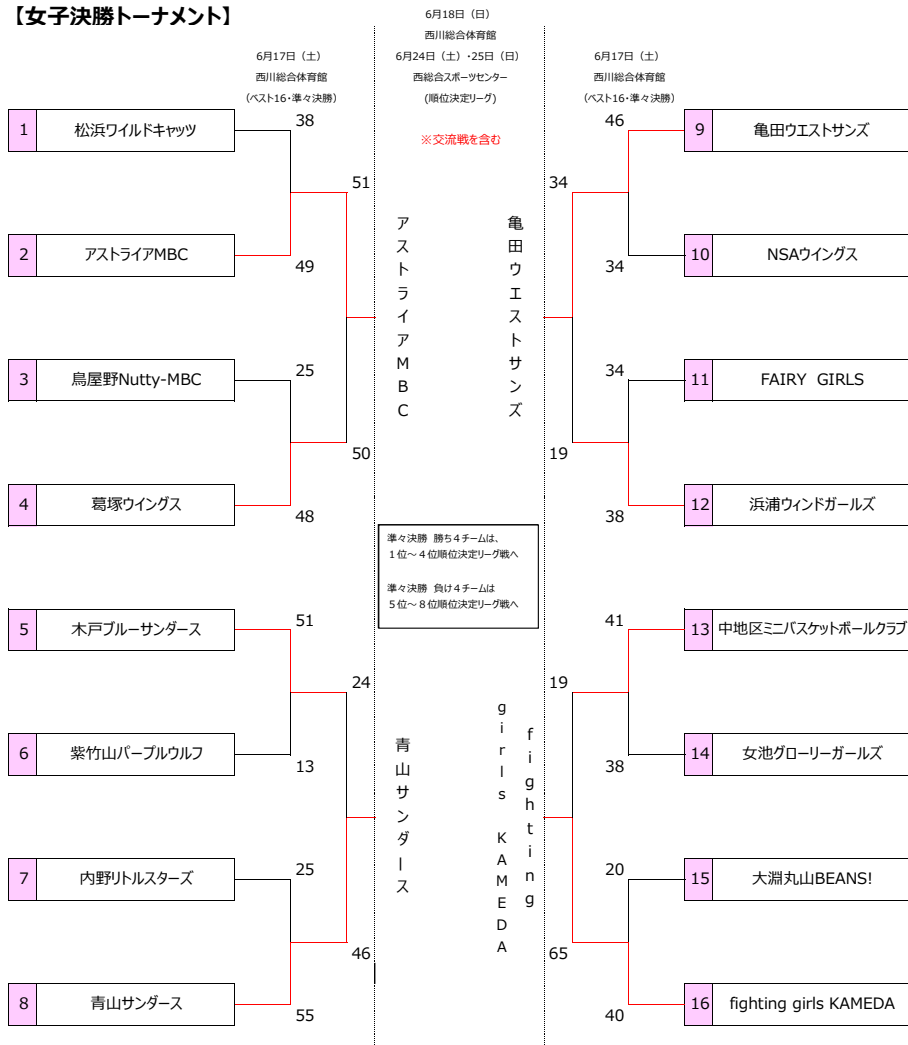 【女子決勝トーナメント】
6月18日（日）
西川総合体育館
6月24日（土）・25日（日）
西総合スポーツセンター
(順位決定リーグ)
※交流戦を含む
6月17日（土）
西川総合体育館
(ベスト16・準々決勝)
6月17日（土）
西川総合体育館
(ベスト16・準々決勝)
1 松浜ワイルドキャッツ 38
51
2 アストライアMBC 49
3 鳥屋野Nutty-MBC 25
50
4 葛塚ウイングス 48
5 木戸ブルーサンダース 51
24
6 紫竹山パープルウルフ 13
7 内野リトルスターズ 25
46
8 青山サンダース 55
アストライアMBC
亀田ウエストサンズ
準々決勝 勝ち４チームは、
１位～４位順位決定リーグ戦へ
準々決勝 負け４チームは
５位～８位順位決定リーグ戦へ
青山サンダース
fighting
girls KAMEDA
46 9 亀田ウエストサンズ
34
34 10 NSAウイングス
34 11 FAIRY GIRLS
19
38 12 浜浦ウィンドガールズ
41 13 中地区ミニバスケットボールクラブ
19
38 14 女池グローリーガールズ
20 15 大淵丸山BEANS!
65
40 16 fighting girls KAMEDA